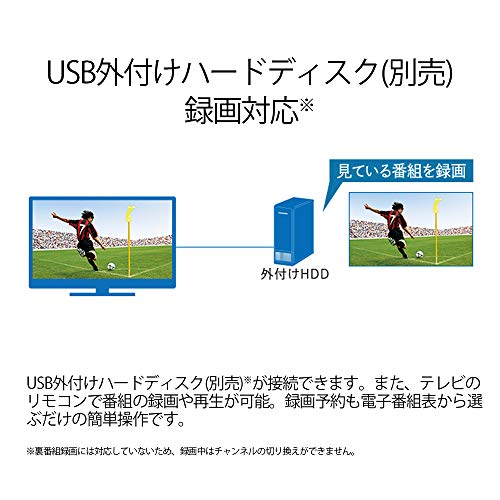 USB外付けハードディスク(別売)
録画対応※
見ている番組を録画
外付けHDD
USB外付けハードディスク(別売)※が接続できます。また、テレビの
リモコンで番組の録画や再生が可能。録画予約も電子番組表から選
ぶだけの簡単操作です。
※裏番組録画には対応していないため、録画中はチャンネルの切り換えができません。